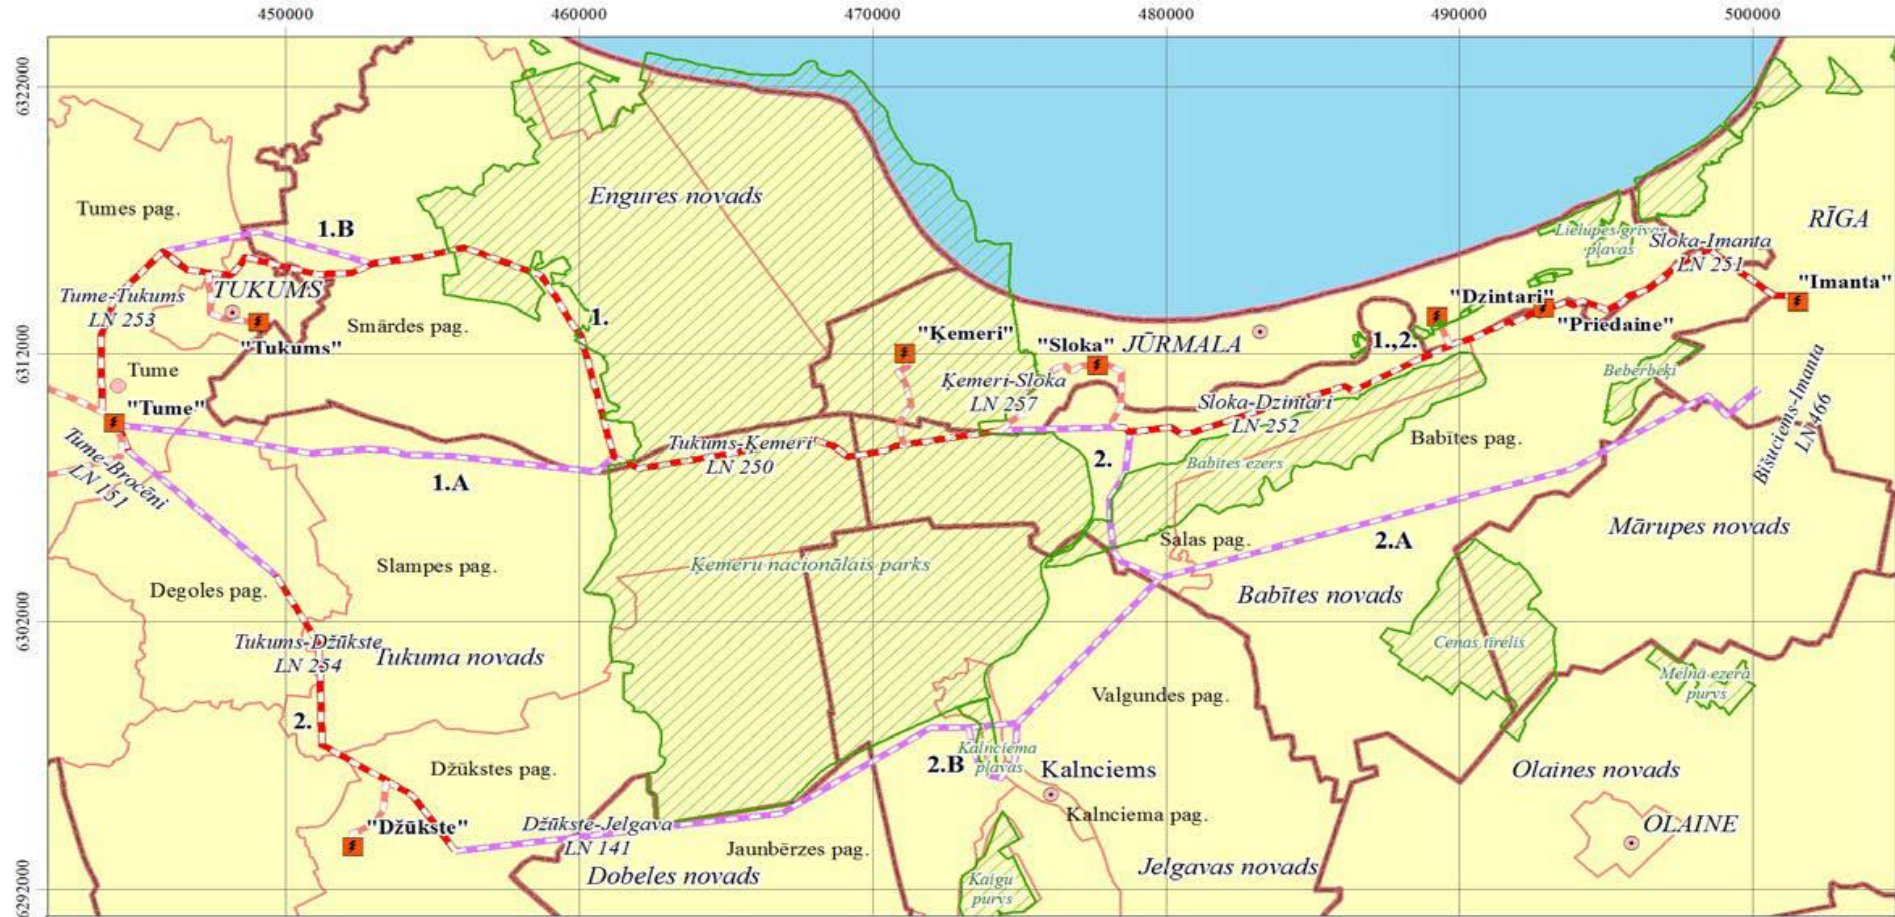 450000 460000 470000 480000 490000 500000
6322000
6312000
6302000
6292000
Engures novads
Tumes pag.
1.B
RĪGA
Lielupes grīvas
pļavas
Sloka-Imanta
LN 251
"Imanta"
TUKUMS
Tume-Tukums
LN 253
Smārdes pag.
1.
"Dzintari"
"Priedaine"
"Tukums"
"Ķemeri"
"Sloka"
JŪRMALA
1.,2.
Tume
Ķemeri-Sloka
LN 257
Beberbeķi
"Tume"
Sloka-Dzintari
LN 252
Bišuciems-Imanta
LN 466
Tukums-Ķemeri
LN 250
Babītes pag.
2.
Babītes ezers
Tume-Brocēni
LN 151
1.A
Mārupes novads
Salas pag.
2.A
Slampes pag.
Ķemeru nacionālais parks
Degoles pag.
Babītes novads
Cenas tīrelis
Tukums-Džūkste
LN 254
Tukuma novads
Melnā ezera
purvs
Valgundes pag.
2.
Kalnciema
pļavas
2.B
Džūkstes pag.
Kalnciems
Olaines novads
Kalnciema pag.
"Džūkste"
Džūkste-Jelgava
LN 141
OLAINE
Jaunbērzes pag.
Dobeles novads
Jelgavas novads
Kaigu
purvs